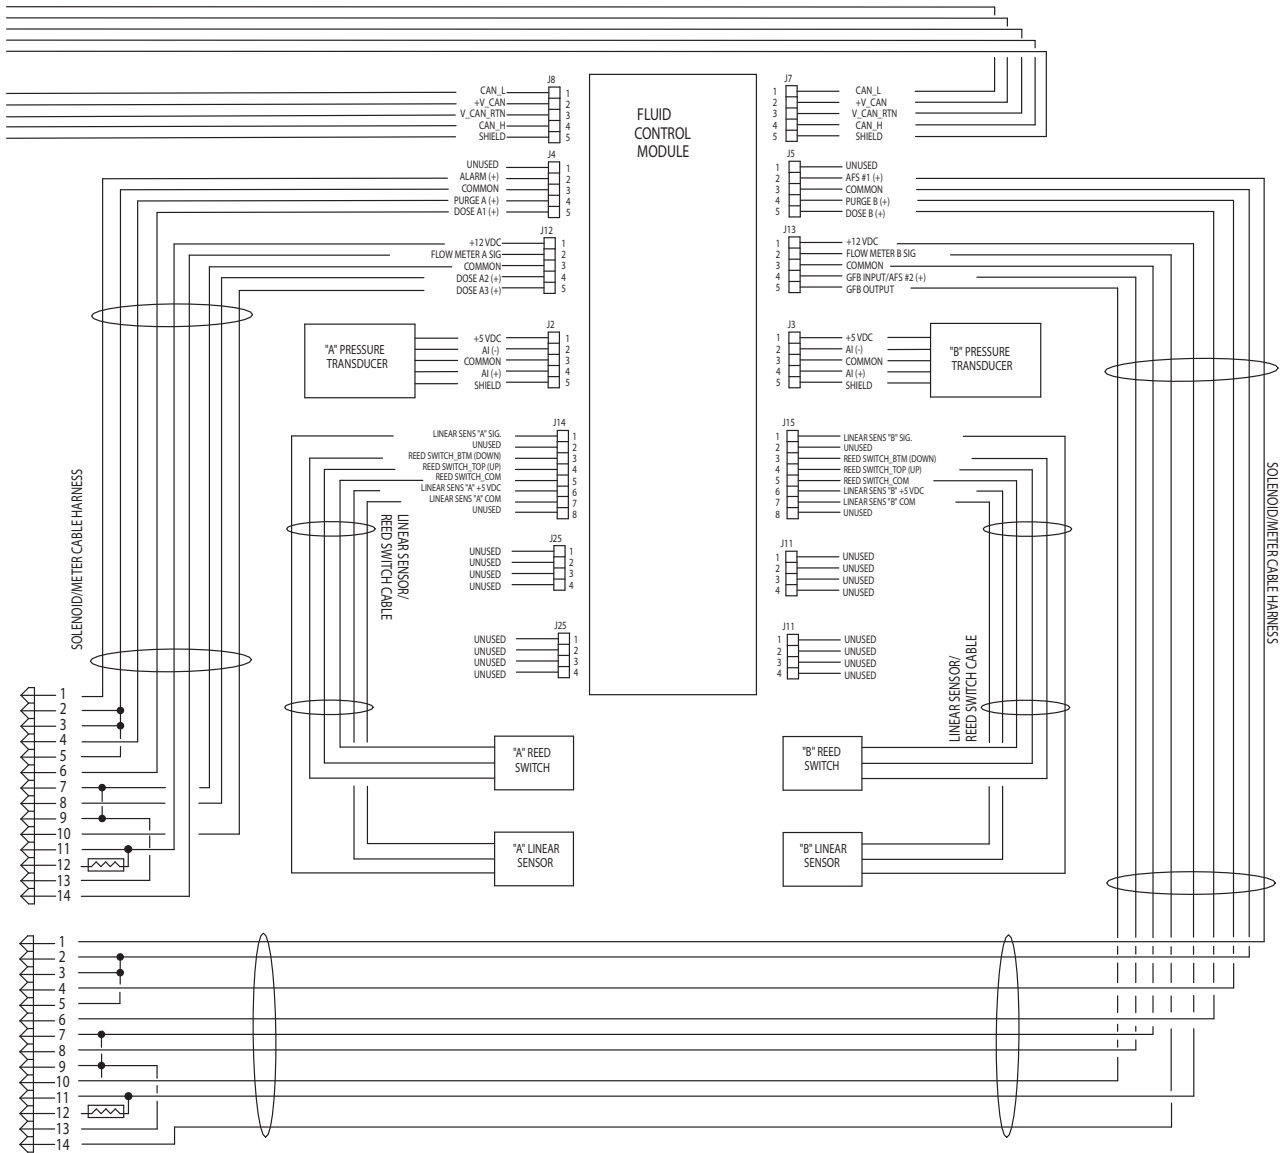 FLUID
CONTROL
MODULE
J8
CAN_L 1
+V_CAN 2
V_CAN_RTN 3
CAN_H 4
SHIELD 5
J4
UNUSED 1
ALARM (+) 2
COMMON 3
PURGE A (+) 4
DOSE A1 (+) 5
J12
+12 VDC 1
FLOW METER A SIG 2
COMMON 3
DOSE A2 (+) 4
DOSE A3 (+) 5
J2
+5 VDC 1
AI (-) 2
COMMON 3
AI (+) 4
SHIELD 5
"A" PRESSURE
TRANSDUCER
J14
LINEAR SENS "A" SIG. 1
UNUSED 2
REED SWITCH_BTM (DOWN) 3
REED SWITCH_TOP (UP) 4
REED SWITCH_COM 5
LINEAR SENS "A" +5 VDC 6
LINEAR SENS "A" COM 7
UNUSED 8
J25
UNUSED 1
UNUSED 2
UNUSED 3
UNUSED 4
J25
UNUSED 1
UNUSED 2
UNUSED 3
UNUSED 4
J7
1 CAN_L
2 +V_CAN
3 V_CAN_RTN
4 CAN_H
5 SHIELD
J5
1 UNUSED
2 AFS #1 (+)
3 COMMON
4 PURGE B (+)
5 DOSE B (+)
J13
1 +12 VDC
2 FLOW METER B SIG
3 COMMON
4 GFB INPUT/AFS #2 (+)
5 GFB OUTPUT
J3
1 +5 VDC
2 AI (-)
3 COMMON
4 AI (+)
5 SHIELD
"B" PRESSURE
TRANSDUCER
J15
1 LINEAR SENS "B" SIG.
2 UNUSED
3 REED SWITCH_BTM (DOWN)
4 REED SWITCH_TOP (UP)
5 REED SWITCH_COM
6 LINEAR SENS "B" +5 VDC
7 LINEAR SENS "B" COM
8 UNUSED
J11
1 UNUSED
2 UNUSED
3 UNUSED
4 UNUSED
J11
1 UNUSED
2 UNUSED
3 UNUSED
4 UNUSED
SOLENOID/METER CABLE HARNESS
LINEAR SENSOR/
REED SWITCH CABLE
LINEAR SENSOR/
REED SWITCH CABLE
SOLENOID/METER CABLE HARNESS
"A" REED
SWITCH
"B" REED
SWITCH
"A" LINEAR
SENSOR
"B" LINEAR
SENSOR
1
2
3
4
5
6
7
8
9
10
11
12
13
14
1
2
3
4
5
6
7
8
9
10
11
12
13
14